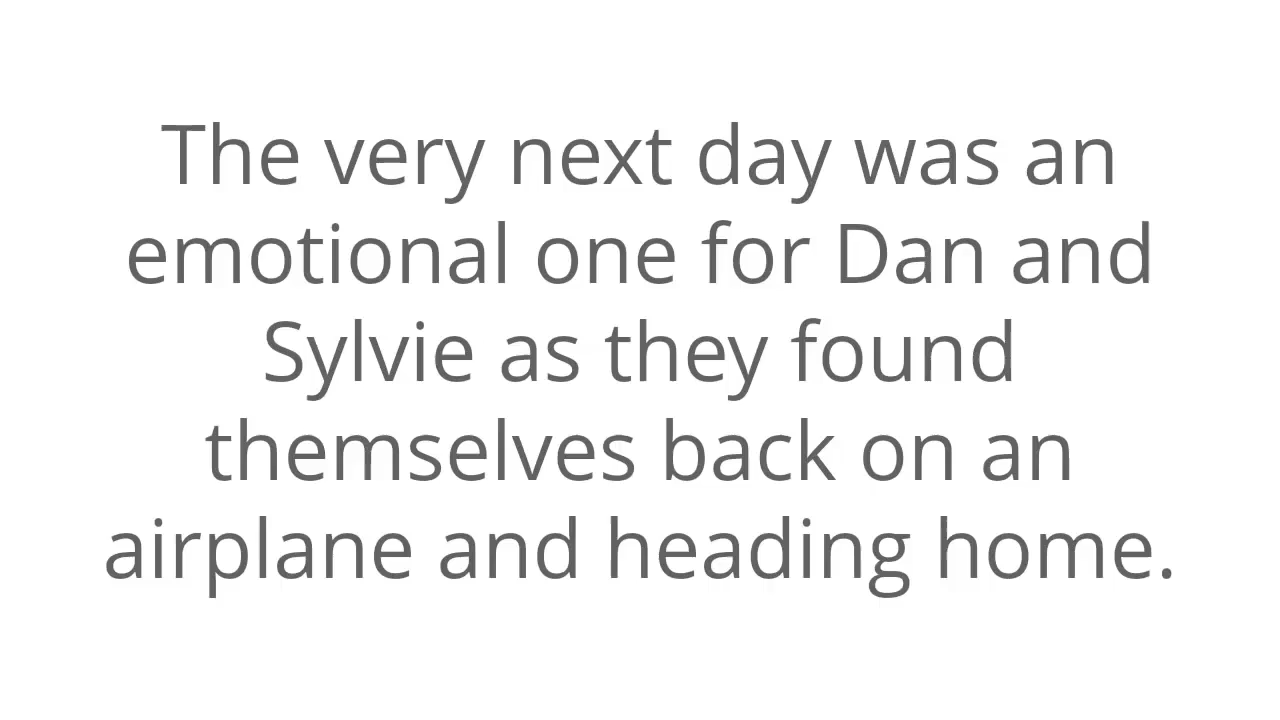 The very next day was an
emotional one for Dan and
Sylvie as they found
themselves back on an
airplane and heading home.